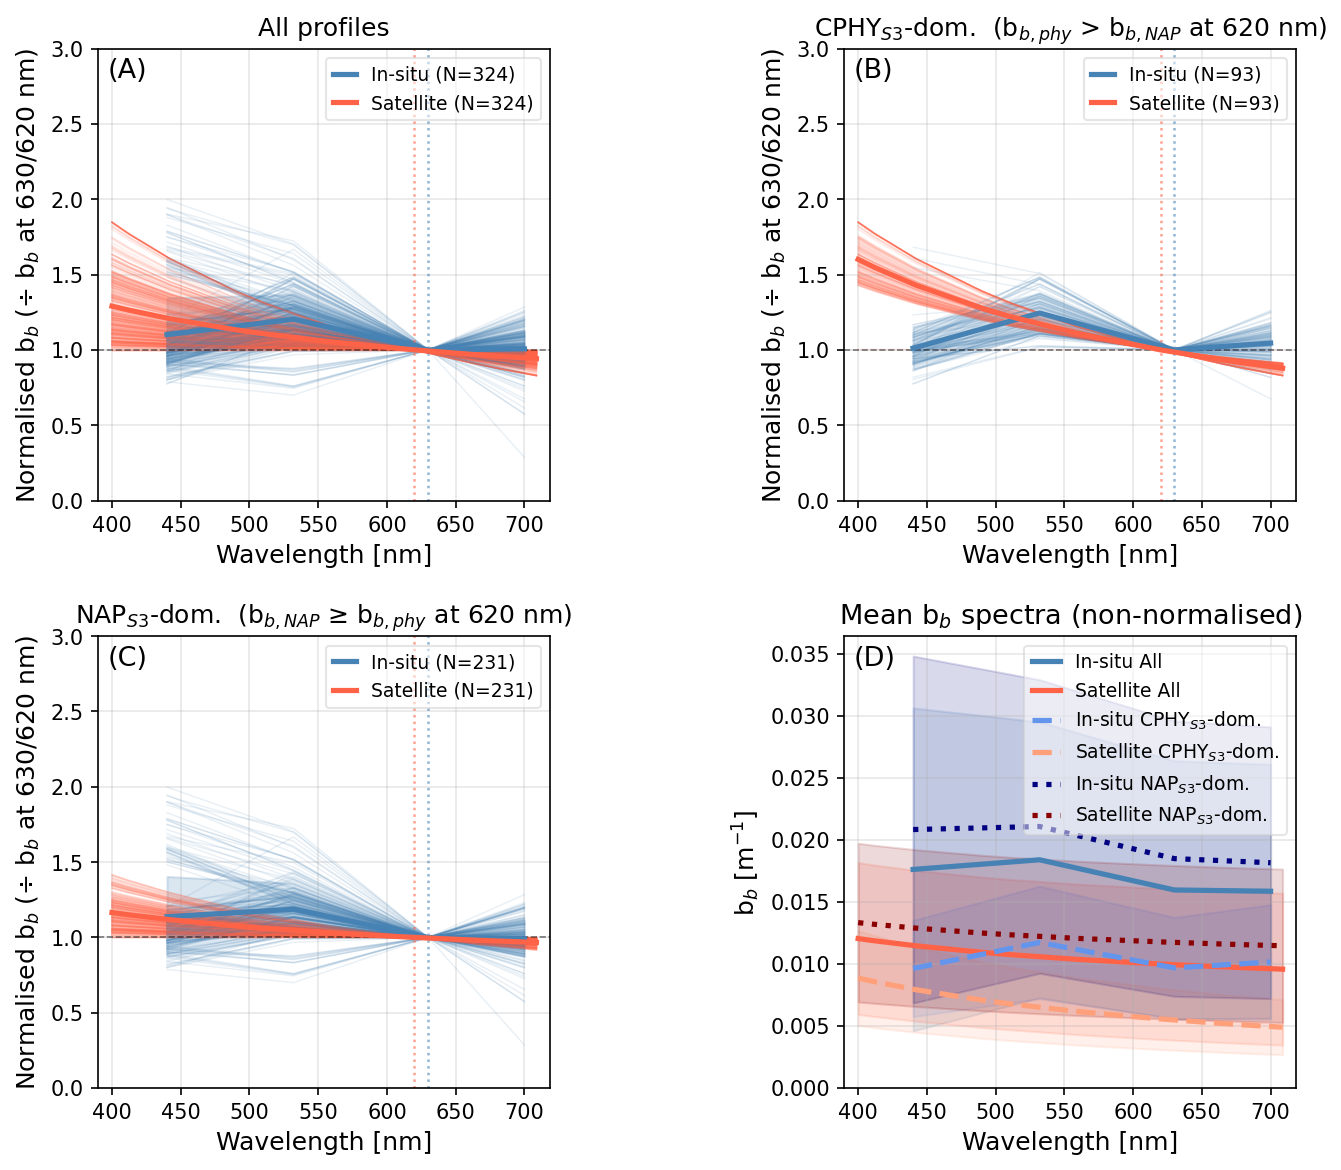 All profiles
(A)
In-situ (N=324)
Satellite (N=324)
Normalised b_b (÷ b_b at 630/620 nm)
3.0
2.5
2.0
1.5
1.0
0.5
0.0
400 450 500 550 600 650 700
Wavelength [nm]
CPHY_S3-dom. (b_b,phy > b_b,NAP at 620 nm)
(B)
In-situ (N=93)
Satellite (N=93)
Normalised b_b (÷ b_b at 630/620 nm)
3.0
2.5
2.0
1.5
1.0
0.5
0.0
400 450 500 550 600 650 700
Wavelength [nm]
NAP_S3-dom. (b_b,NAP ≥ b_b,phy at 620 nm)
(C)
In-situ (N=231)
Satellite (N=231)
Normalised b_b (÷ b_b at 630/620 nm)
3.0
2.5
2.0
1.5
1.0
0.5
0.0
400 450 500 550 600 650 700
Wavelength [nm]
Mean b_b spectra (non-normalised)
(D)
In-situ All
Satellite All
In-situ CPHY_S3-dom.
Satellite CPHY_S3-dom.
In-situ NAP_S3-dom.
Satellite NAP_S3-dom.
b_b [m⁻¹]
0.035
0.030
0.025
0.020
0.015
0.010
0.005
0.000
400 450 500 550 600 650 700
Wavelength [nm]